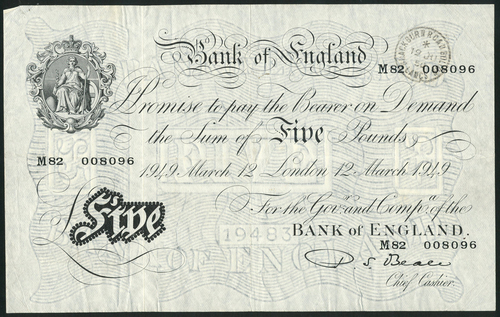 Bank of England
M82 008096
I Promise to pay the Bearer on Demand
the Sum of Five Pounds
M82 008096
1949 March 12 London 12 March 1949
For the Govr. and Compa. of the
Five
BANK OF ENGLAND.
M82 008096
Chief Cashier.